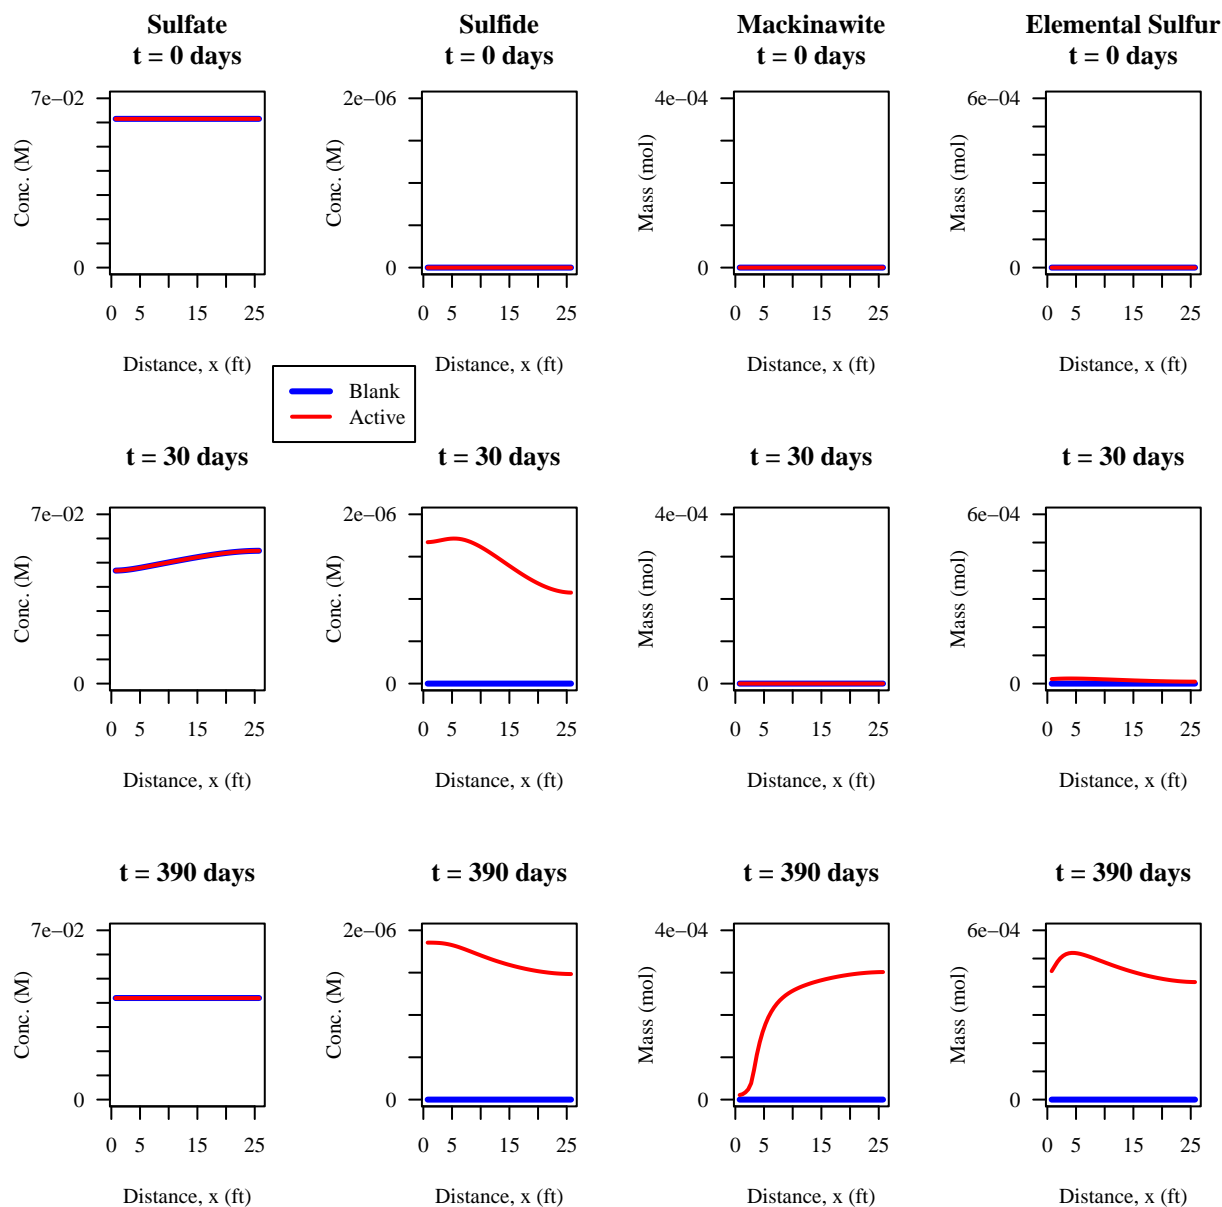 Sulfate
t = 0 days
Sulfide
t = 0 days
Mackinawite
t = 0 days
Elemental Sulfur
t = 0 days
Conc. (M)
7e−02
0
0 5 15 25
Distance, x (ft)
Conc. (M)
2e−06
0
0 5 15 25
Distance, x (ft)
Mass (mol)
4e−04
0
0 5 15 25
Distance, x (ft)
Mass (mol)
6e−04
0
0 5 15 25
Distance, x (ft)
Blank
Active
t = 30 days
Conc. (M)
7e−02
0
0 5 15 25
Distance, x (ft)
t = 30 days
Conc. (M)
2e−06
0
0 5 15 25
Distance, x (ft)
t = 30 days
Mass (mol)
4e−04
0
0 5 15 25
Distance, x (ft)
t = 30 days
Mass (mol)
6e−04
0
0 5 15 25
Distance, x (ft)
t = 390 days
Conc. (M)
7e−02
0
0 5 15 25
Distance, x (ft)
t = 390 days
Conc. (M)
2e−06
0
0 5 15 25
Distance, x (ft)
t = 390 days
Mass (mol)
4e−04
0
0 5 15 25
Distance, x (ft)
t = 390 days
Mass (mol)
6e−04
0
0 5 15 25
Distance, x (ft)